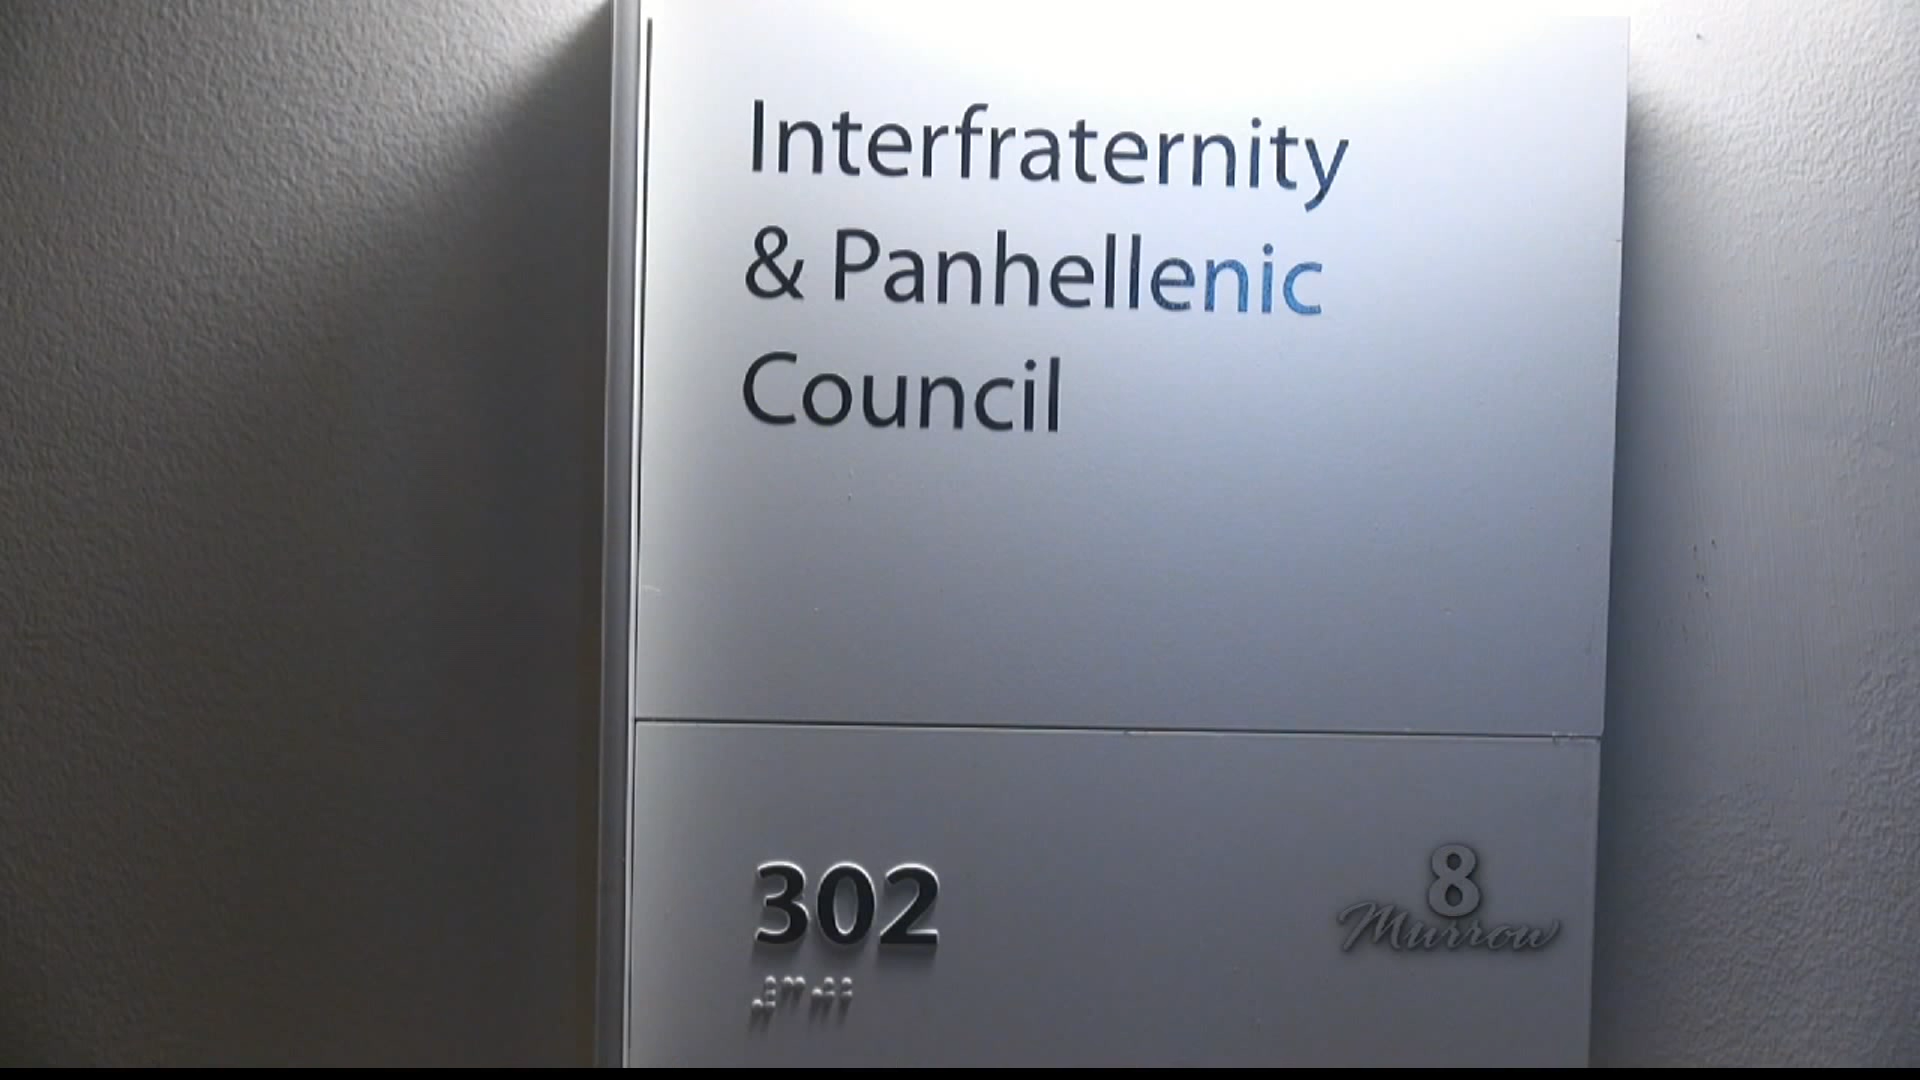 Interfraternity
& Panhellenic
Council
302
8
Murrow